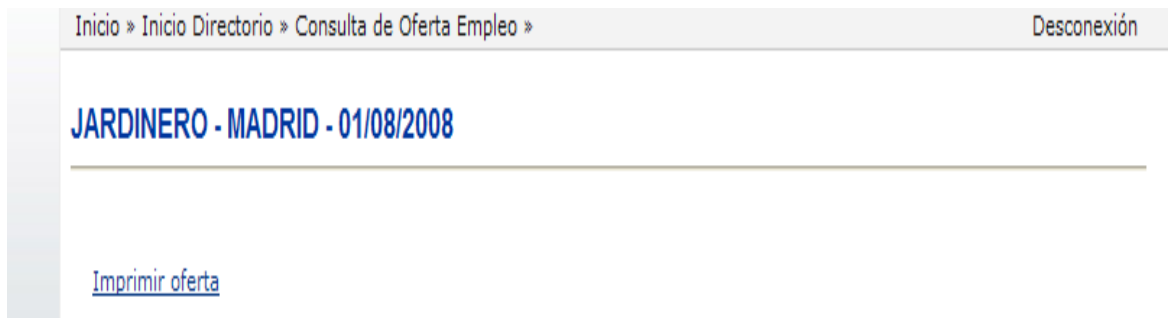 Inicio » Inicio Directorio » Consulta de Oferta Empleo » Desconexión
JARDINERO - MADRID - 01/08/2008
Imprimir oferta